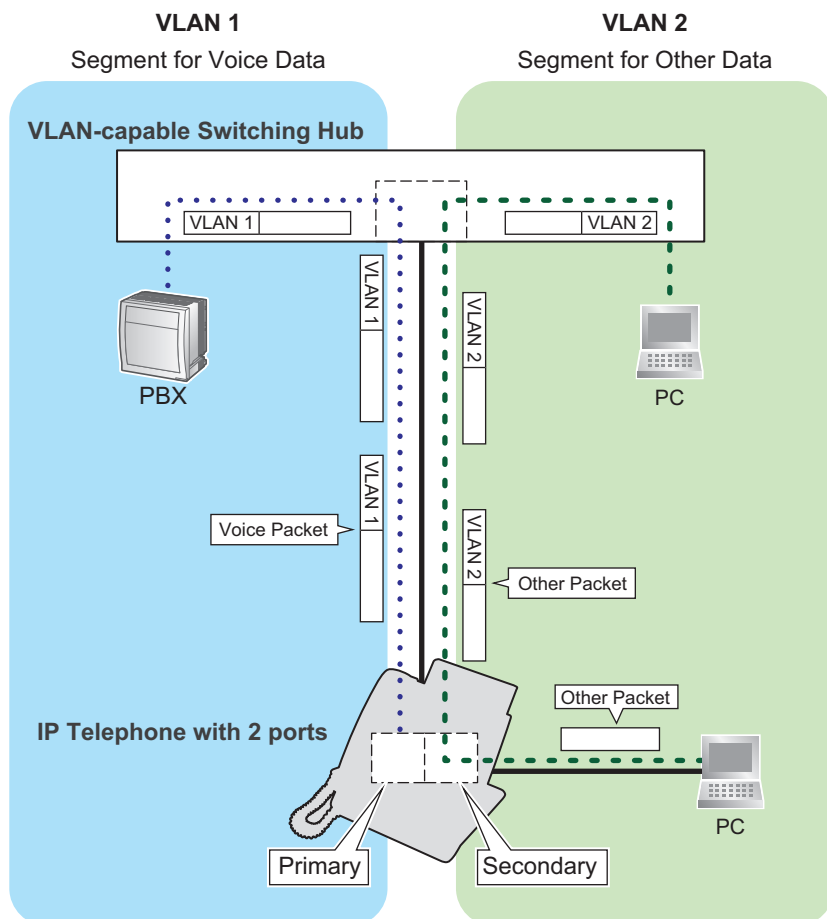 VLAN 1
Segment for Voice Data
VLAN 2
Segment for Other Data
VLAN-capable Switching Hub
VLAN 1
VLAN 2
VLAN 1
VLAN 2
PBX
PC
VLAN 1
Voice Packet
VLAN 2
Other Packet
Other Packet
IP Telephone with 2 ports
PC
Primary
Secondary